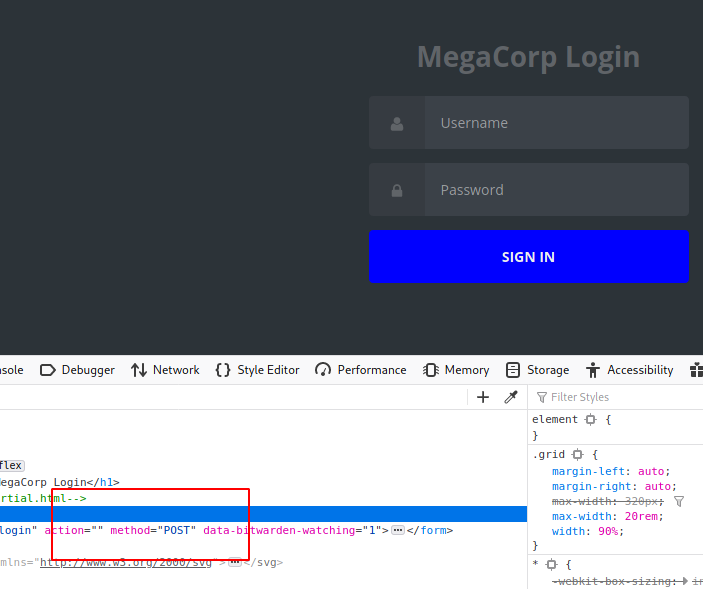 MegaCorp Login
Username
Password
SIGN IN
nsole Debugger Network Style Editor Performance Memory Storage Accessibility
Filter Styles
element {
}
flex
egaCorp Login</h1>
rtial.html-->
login" action="" method="POST" data-bitwarden-watching="1"></form>
mlns="http://www.w3.org/2000/svg"></svg>
.grid {
margin-left: auto;
margin-right: auto;
max-width: 320px;
max-width: 20rem;
width: 90%;
}
* {
-webkit-box-sizing: in